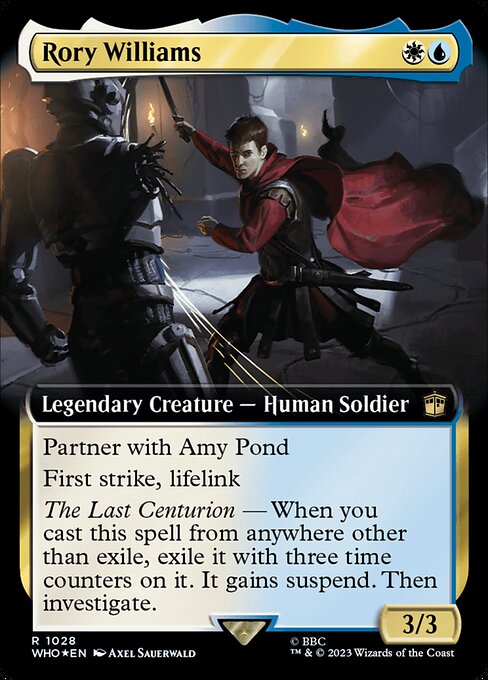 Rory Williams
Legendary Creature — Human Soldier
Partner with Amy Pond
First strike, lifelink
The Last Centurion — When you
cast this spell from anywhere other
than exile, exile it with three time
counters on it. It gains suspend. Then
investigate.
3/3
R 1028
WHO★EN Axel Sauerwald
© BBC
™ & © 2023 Wizards of the Coast